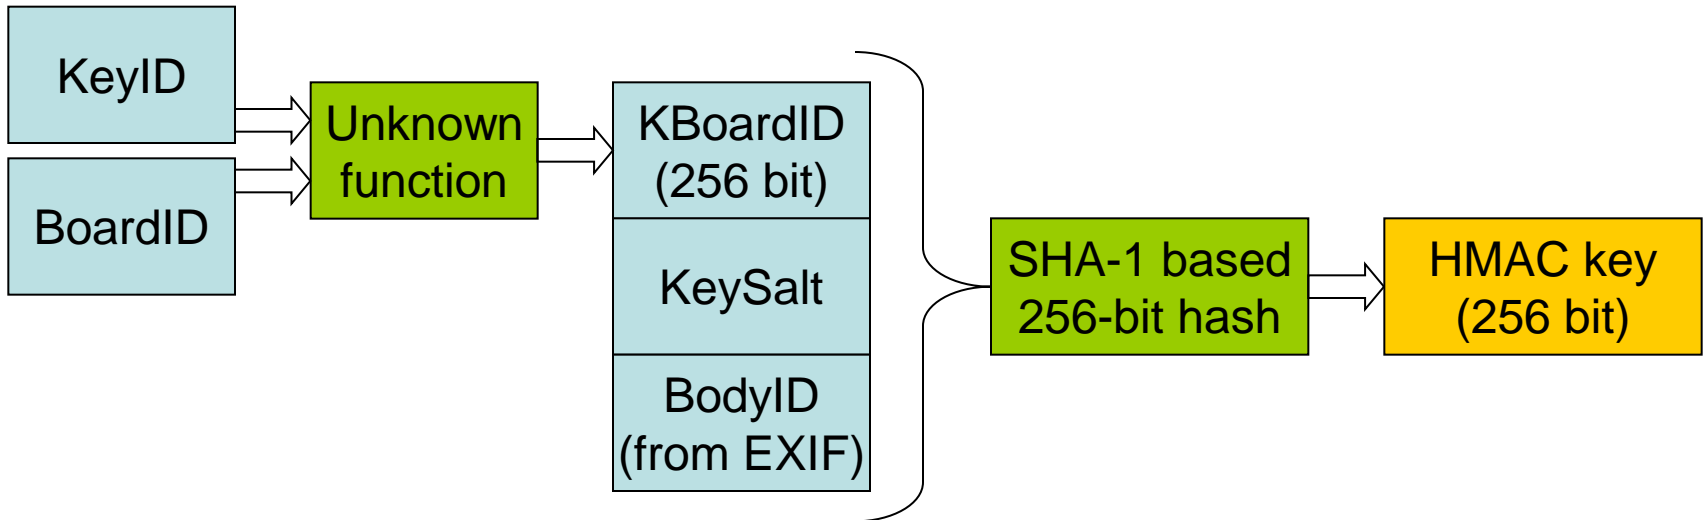 KeyID
BoardID
Unknown
function
KBoardID
(256 bit)
KeySalt
BodyID
(from EXIF)
SHA-1 based
256-bit hash
HMAC key
(256 bit)